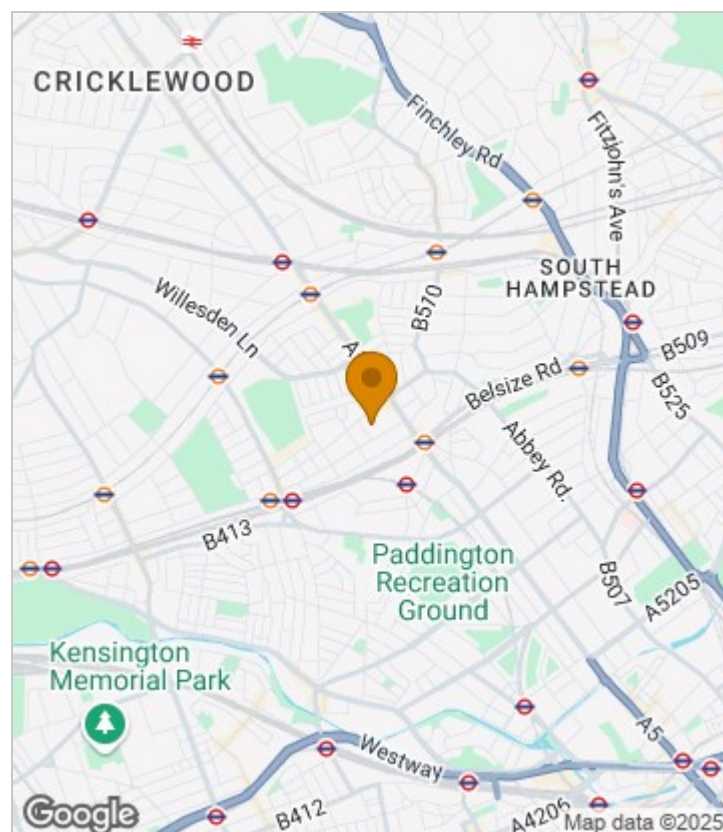 CRICKLEWOOD
Finchley Rd
Fitzjohn's Ave
SOUTH
HAMPSTEAD
Willesden Ln
B570
B509
A
Belsize Rd
B525
Abbey Rd.
B413
Paddington
Recreation
Ground
B507
A5205
Kensington
Memorial Park
A5
Westway
B412
A4206
Google
Map data ©2025